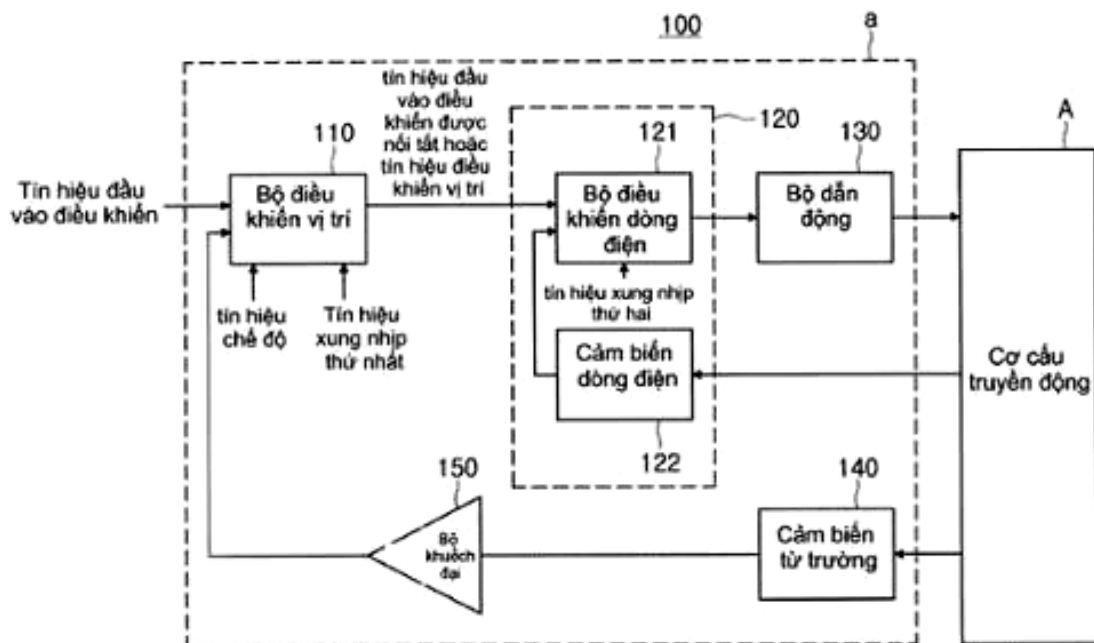 100
a
tín hiệu đầu
vào điều
khiển được
nối tắt hoặc
tín hiệu điều
khiển vị trí
120
A
110
121
130
Tín hiệu đầu
vào điều khiển
Bộ điều
khiển vị trí
Bộ điều
khiển dòng
điện
Bộ dẫn
động
tín hiệu
chế độ
Tín hiệu
xung nhịp
thứ nhất
tín hiệu xung nhịp
thứ hai
Cảm biến
dòng điện
Cơ cấu
truyền động
122
150
140
Bộ
khuếch
đại
Cảm biến
từ trường